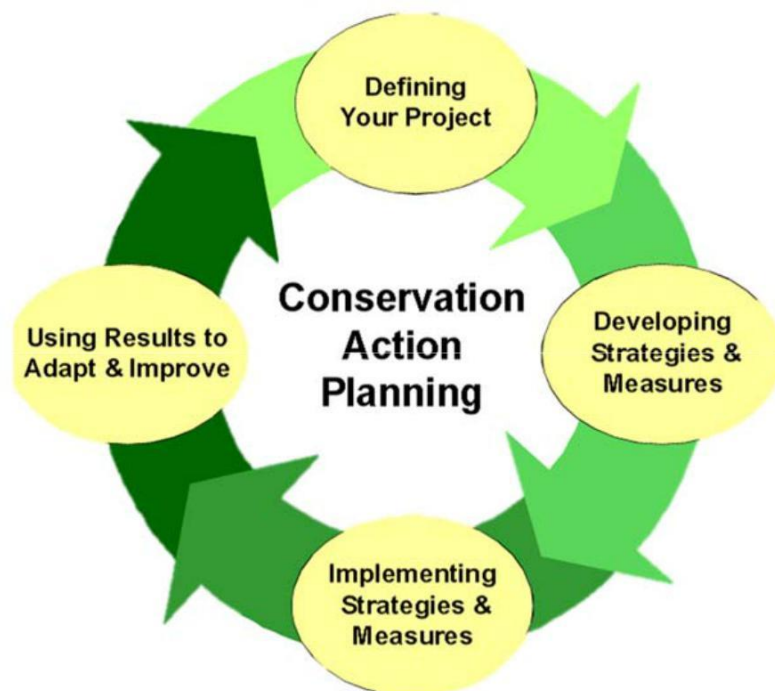 Defining
Your Project
Developing
Strategies &
Measures
Implementing
Strategies &
Measures
Using Results to
Adapt & Improve
Conservation
Action
Planning